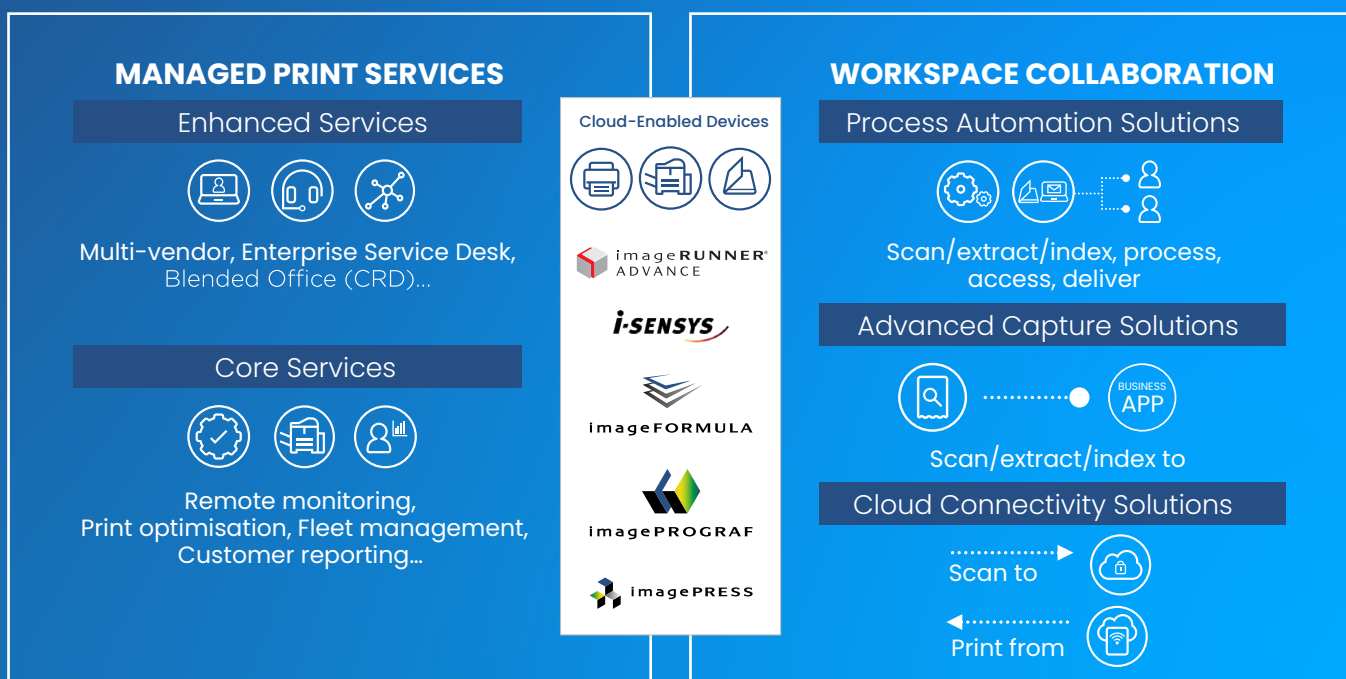 MANAGED PRINT SERVICES
Enhanced Services
Multi-vendor, Enterprise Service Desk,
Blended Office (CRD)...
Core Services
Remote monitoring,
Print optimisation, Fleet management,
Customer reporting...
Cloud-Enabled Devices
imageRUNNER®
ADVANCE
i-SENSYS
imageFORMULA
imagePROGRAF
imagePRESS
WORKSPACE COLLABORATION
Process Automation Solutions
Scan/extract/index, process,
access, deliver
Advanced Capture Solutions
BUSINESS
APP
Scan/extract/index to
Cloud Connectivity Solutions
Scan to
Print from